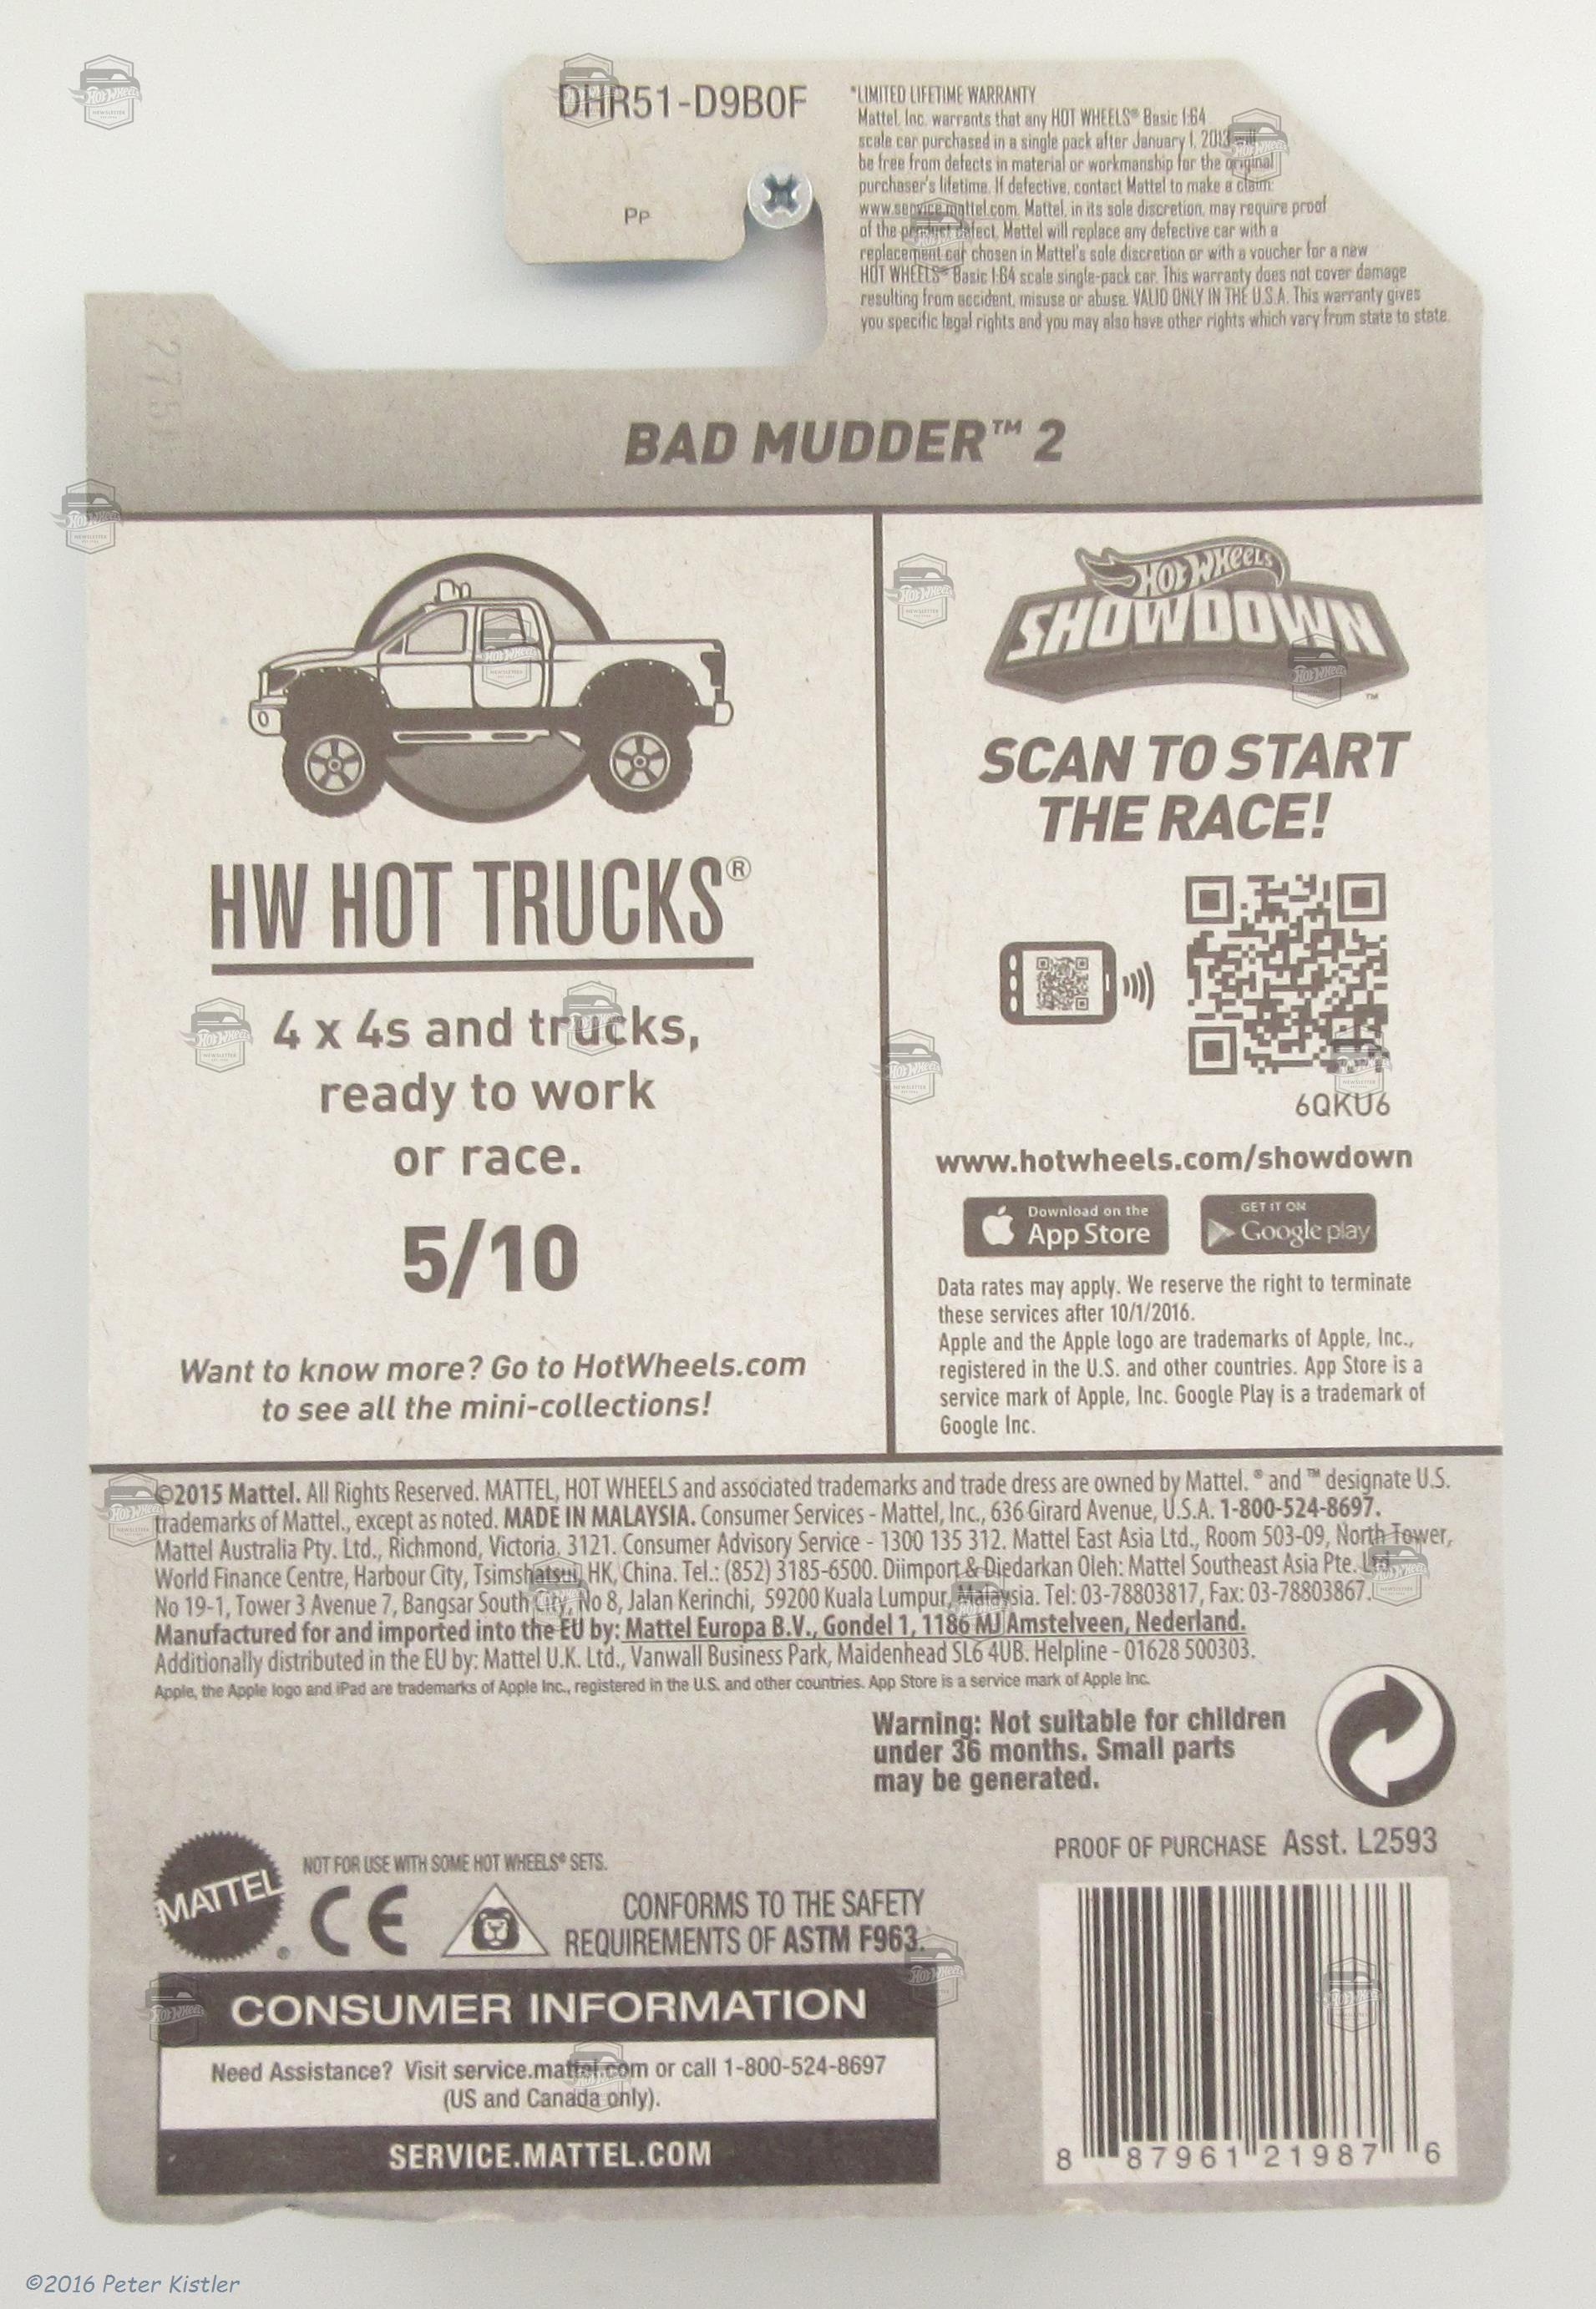 DHR51-D9B0F
Pp
*LIMITED LIFETIME WARRANTY
Mattel, Inc. warrants that any HOT WHEELS® Basic 1:64
scale car purchased in a single pack after January 1, 2013 will
be free from defects in material or workmanship for the original
purchaser's lifetime. If defective, contact Mattel to make a claim:
www.service.mattel.com. Mattel, in its sole discretion, may require proof
of the product defect. Mattel will replace any defective car with a
replacement car chosen in Mattel's sole discretion or with a voucher for a new
HOT WHEELS® Basic 1:64 scale single-pack car. This warranty does not cover damage
resulting from accident, misuse or abuse. VALID ONLY IN THE U.S.A. This warranty gives
you specific legal rights and you may also have other rights which vary from state to state.
BAD MUDDER™ 2
HW HOT TRUCKS®
4 x 4s and trucks,
ready to work
or race.
5/10
Want to know more? Go to HotWheels.com
to see all the mini-collections!
HOT WHEELS
SHOWDOWN
™
SCAN TO START
THE RACE!
6QKU6
www.hotwheels.com/showdown
Download on the
App Store
GET IT ON
Google play
Data rates may apply. We reserve the right to terminate
these services after 10/1/2016.
Apple and the Apple logo are trademarks of Apple, Inc.,
registered in the U.S. and other countries. App Store is a
service mark of Apple, Inc. Google Play is a trademark of
Google Inc.
©2015 Mattel. All Rights Reserved. MATTEL, HOT WHEELS and associated trademarks and trade dress are owned by Mattel. ® and ™ designate U.S.
trademarks of Mattel., except as noted. MADE IN MALAYSIA. Consumer Services - Mattel, Inc., 636 Girard Avenue, U.S.A. 1-800-524-8697.
Mattel Australia Pty. Ltd., Richmond, Victoria. 3121. Consumer Advisory Service - 1300 135 312. Mattel East Asia Ltd., Room 503-09, North Tower,
World Finance Centre, Harbour City, Tsimshatsui, HK, China. Tel.: (852) 3185-6500. Diimport & Diedarkan Oleh: Mattel Southeast Asia Pte. Ltd.
No 19-1, Tower 3 Avenue 7, Bangsar South City, No 8, Jalan Kerinchi, 59200 Kuala Lumpur, Malaysia. Tel: 03-78803817, Fax: 03-78803867.
Manufactured for and imported into the EU by: Mattel Europa B.V., Gondel 1, 1186 MJ Amstelveen, Nederland.
Additionally distributed in the EU by: Mattel U.K. Ltd., Vanwall Business Park, Maidenhead SL6 4UB. Helpline - 01628 500303.
Apple, the Apple logo and iPad are trademarks of Apple Inc., registered in the U.S. and other countries. App Store is a service mark of Apple Inc.
Warning: Not suitable for children
under 36 months. Small parts
may be generated.
PROOF OF PURCHASE Asst. L2593
MATTEL®
NOT FOR USE WITH SOME HOT WHEELS® SETS.
CE
CONFORMS TO THE SAFETY
REQUIREMENTS OF ASTM F963.
CONSUMER INFORMATION
Need Assistance? Visit service.mattel.com or call 1-800-524-8697
(US and Canada only).
SERVICE.MATTEL.COM
8 87961 21987 6
©2016 Peter Kistler